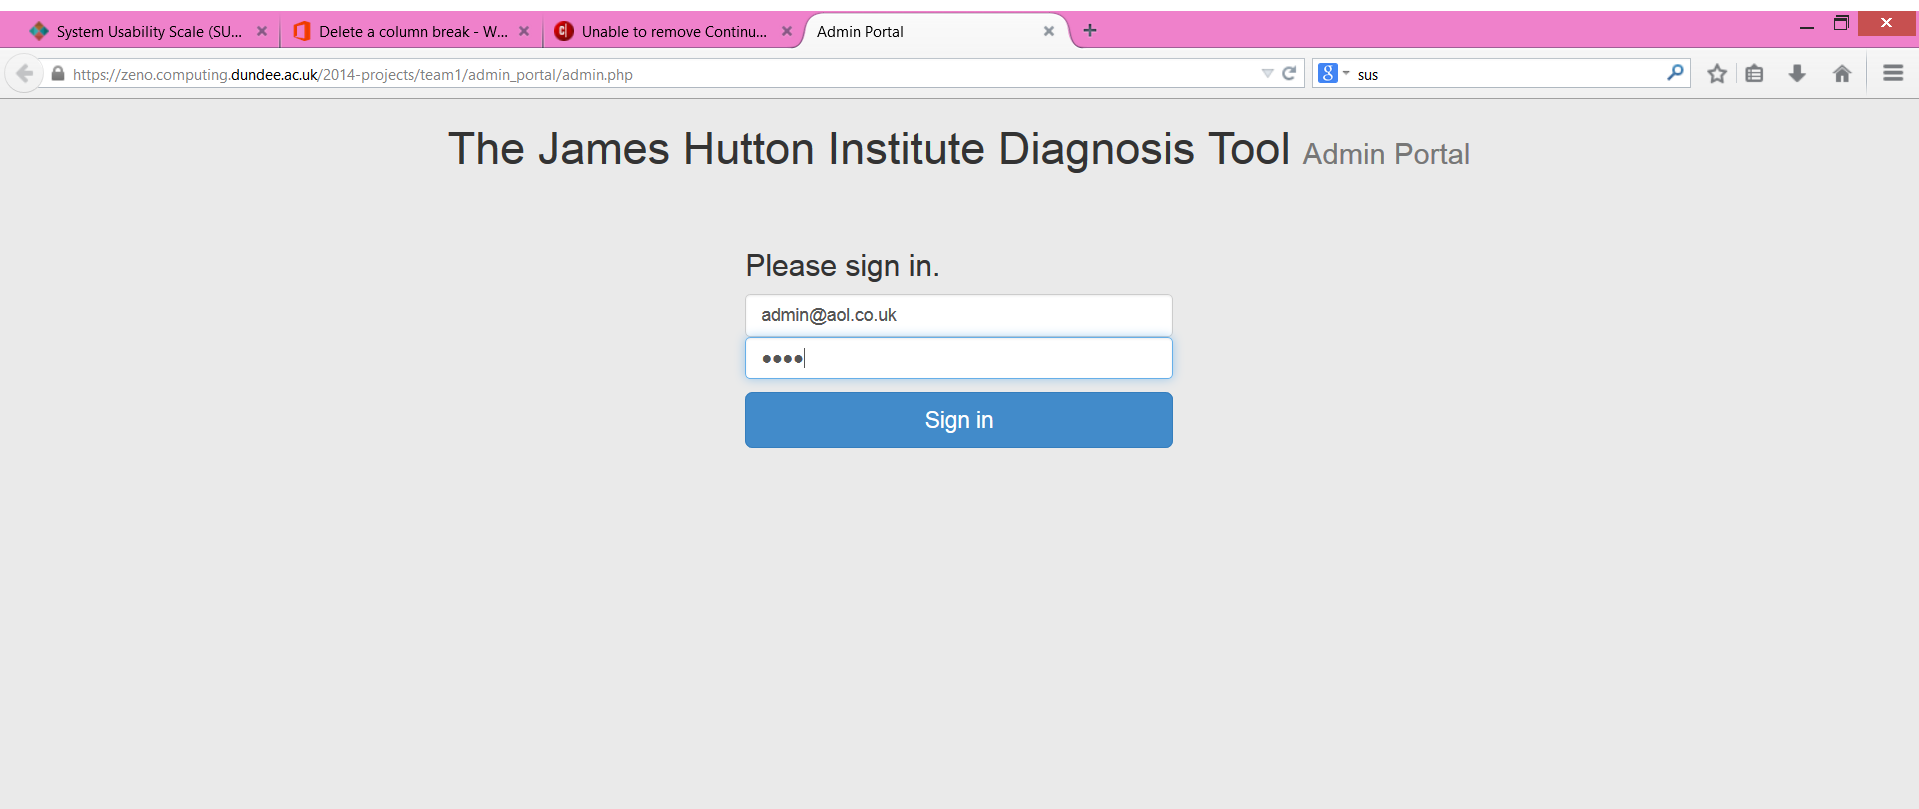 System Usability Scale (SU...
Delete a column break - W...
Unable to remove Continu...
Admin Portal
https://zeno.computing.dundee.ac.uk/2014-projects/team1/admin_portal/admin.php
8
sus
The James Hutton Institute Diagnosis Tool Admin Portal
Please sign in.
admin@aol.co.uk
••••
Sign in